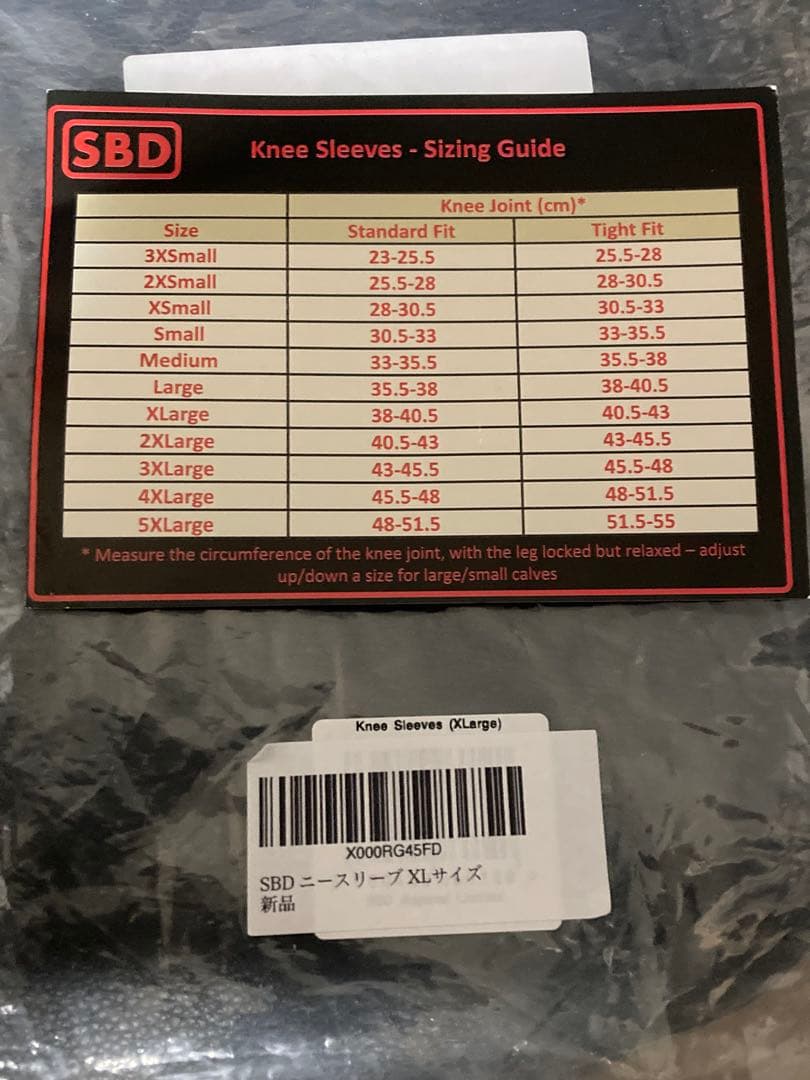 SBD
Knee Sleeves - Sizing Guide
Knee Joint (cm)*
Size Standard Fit Tight Fit
3XSmall 23-25.5 25.5-28
2XSmall 25.5-28 28-30.5
XSmall 28-30.5 30.5-33
Small 30.5-33 33-35.5
Medium 33-35.5 35.5-38
Large 35.5-38 38-40.5
XLarge 38-40.5 40.5-43
2XLarge 40.5-43 43-45.5
3XLarge 43-45.5 45.5-48
4XLarge 45.5-48 48-51.5
5XLarge 48-51.5 51.5-55
* Measure the circumference of the knee joint, with the leg locked but relaxed – adjust
up/down a size for large/small calves
Knee Sleeves (XLarge)
X000RG45FD
SBD ニースリーブ XLサイズ
新品